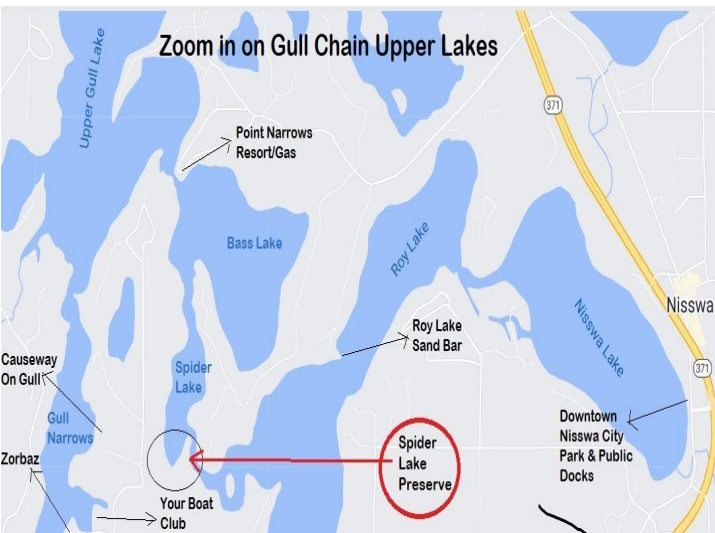 Zoom in on Gull Chain Upper Lakes
Upper Gull Lake
371
Point Narrows
Resort/Gas
Bass Lake
Roy Lake
Nisswa Lake
Nisswa
Roy Lake
Sand Bar
Causeway
On Gull
Spider
Lake
371
Gull
Narrows
Downtown
Nisswa City
Park & Public
Docks
Spider
Lake
Preserve
Zorbaz
Your Boat
Club